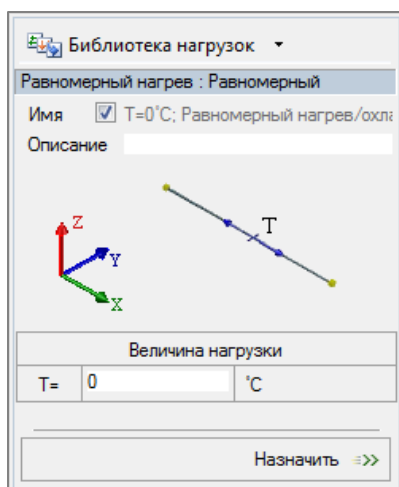 Библиотека нагрузок
Равномерный нагрев : Равномерный
Имя T=0°C; Равномерный нагрев/охла
Описание
T
Z
Y
X
Величина нагрузки
T= 0 °C
Назначить